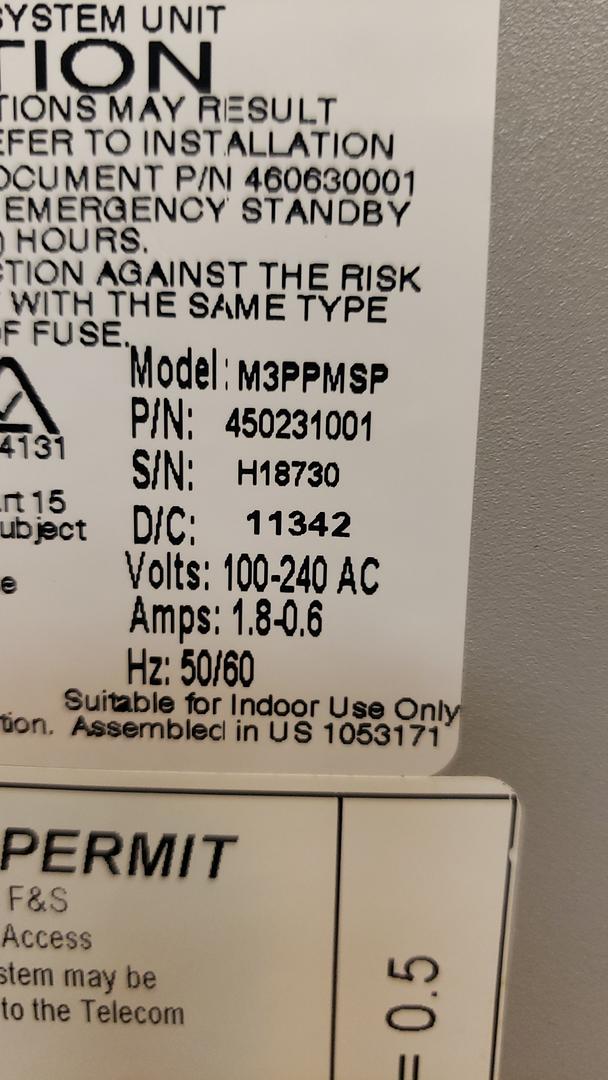 SYSTEM UNIT
TION
TIONS MAY RESULT
EFER TO INSTALLATION
OCUMENT P/N 460630001
EMERGENCY STANDBY
) HOURS.
CTION AGAINST THE RISK
WITH THE SAME TYPE
OF FUSE.
Model: M3PPMSP
P/N: 450231001
4131
S/N: H18730
rt 15
ubject
D/C: 11342
e
Volts: 100-240 AC
Amps: 1.8-0.6
Hz: 50/60
Suitable for Indoor Use Only
tion. Assembled in US 1053171
PERMIT
F&S
Access
stem may be
to the Telecom
= 0.5